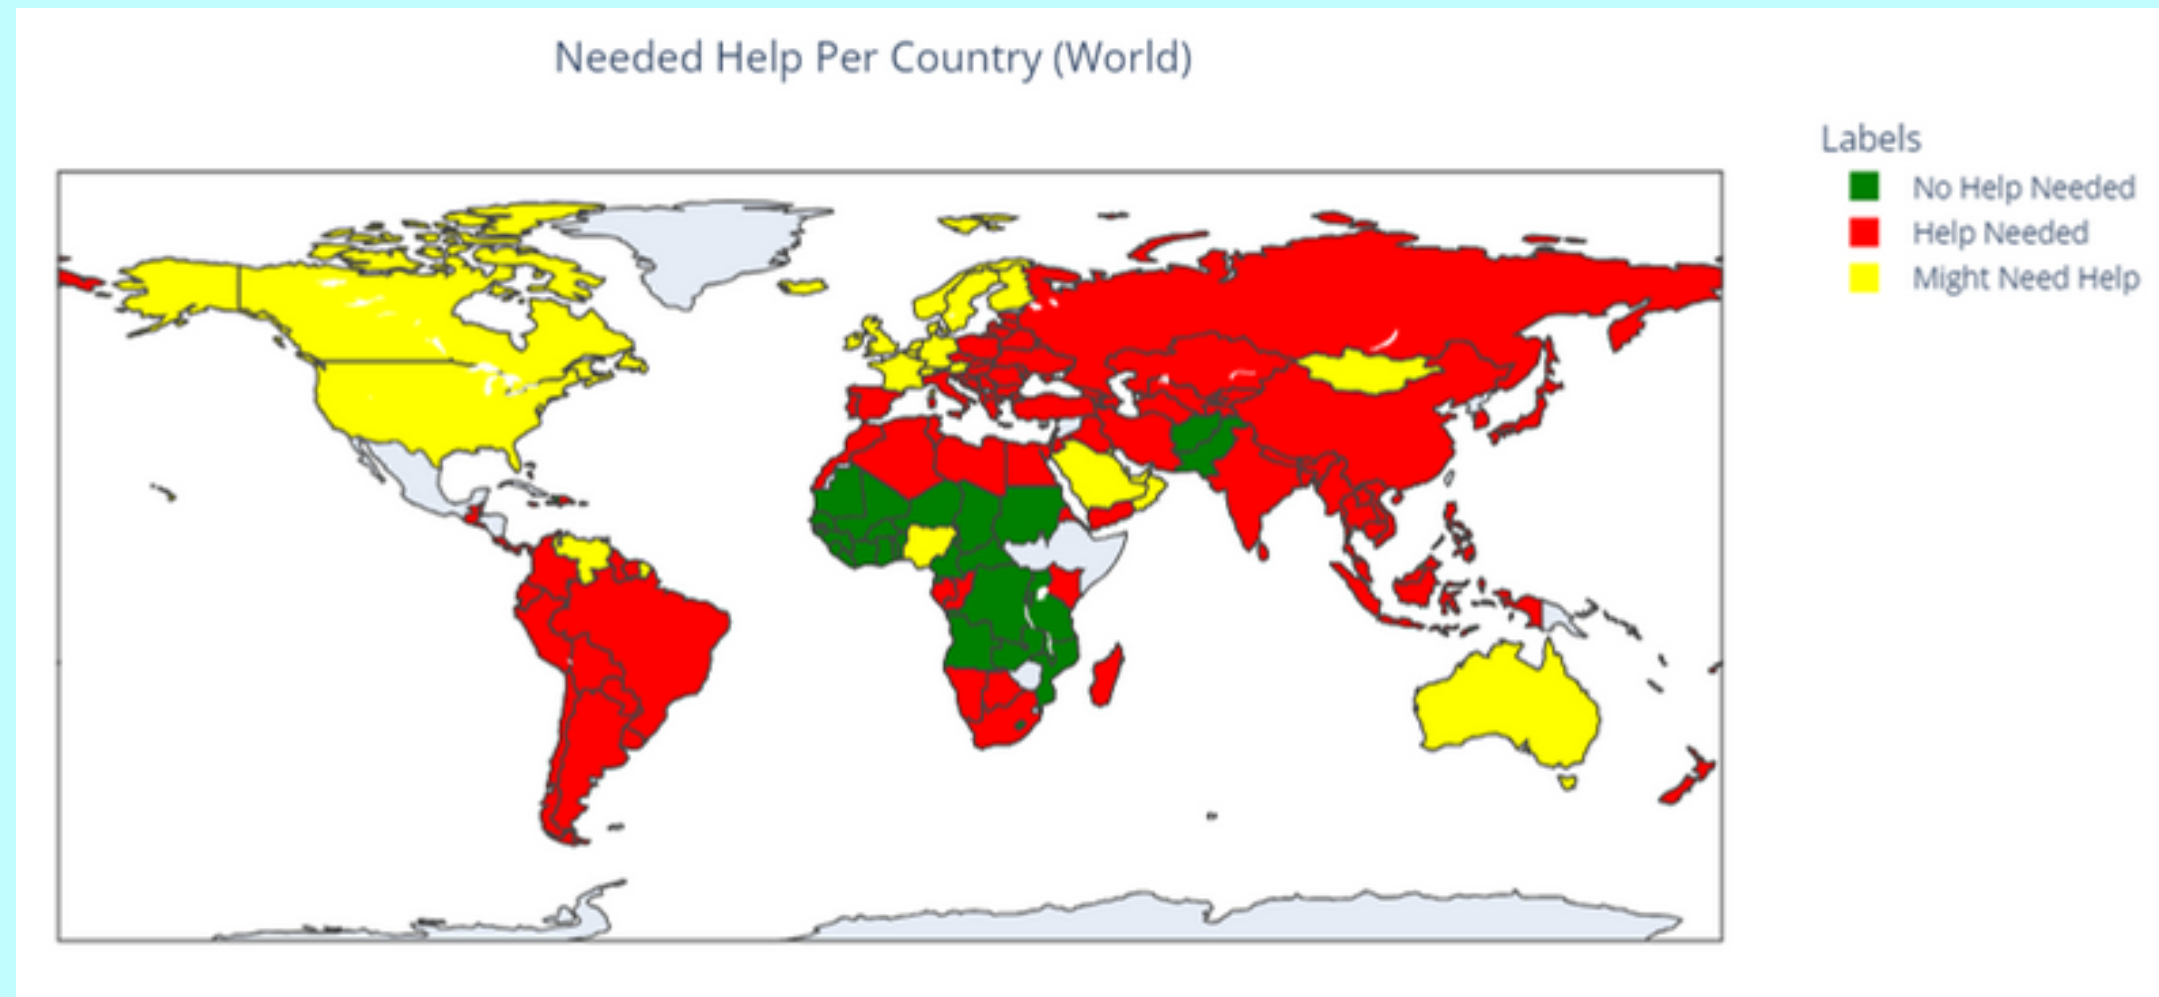 Needed Help Per Country (World)
Labels
No Help Needed
Help Needed
Might Need Help